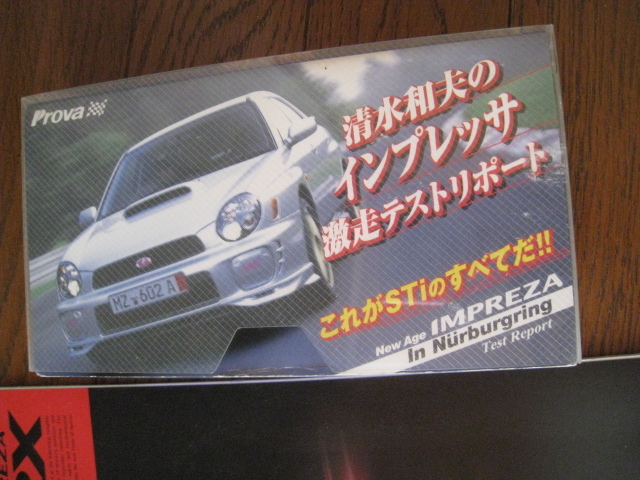 Prova
清水和夫の
インプレッサ
激走テストリポート
これがSTiのすべてだ!!
New Age IMPREZA
In Nürburgring
Test Report
MZ 602 A